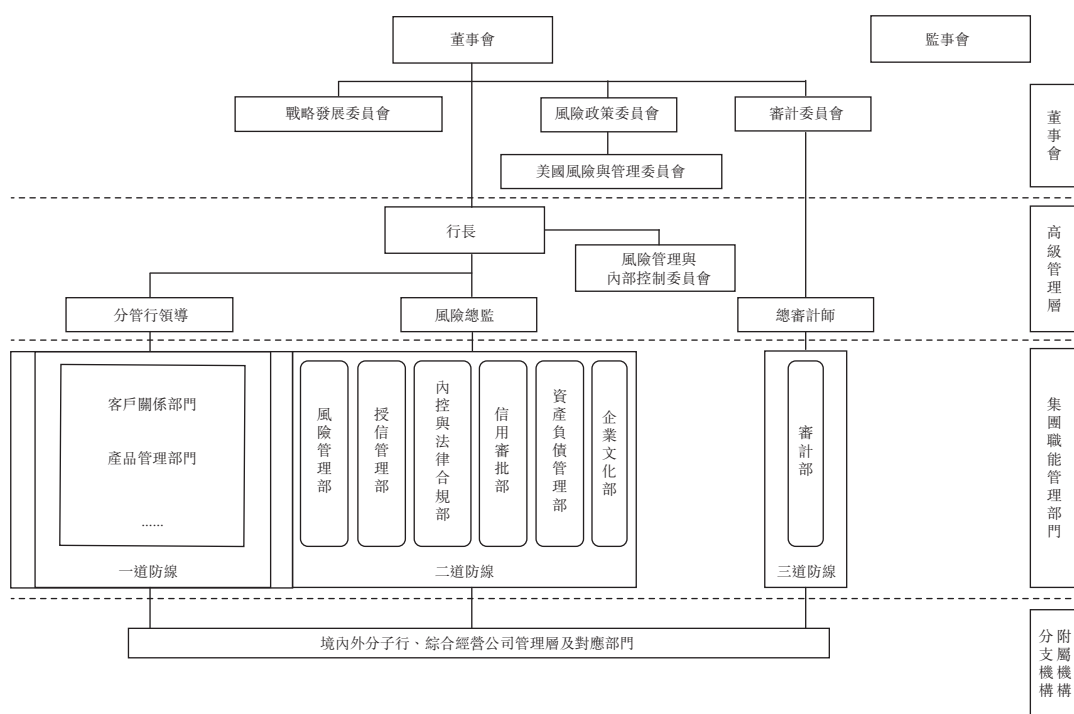 董事會
監事會
戰略發展委員會
風險政策委員會
審計委員會
美國風險與管理委員會
董事會
行長
風險管理與
內部控制委員會
高級管理層
分管行領導
風險總監
總審計師
客戶關係部門
產品管理部門
......
一道防線
風險管理部
授信管理部
內控與法律合規部
信用審批部
資產負債管理部
企業文化部
二道防線
審計部
三道防線
集團職能管理部門
境內外分子行、綜合經營公司管理層及對應部門
附屬機構
分支機構